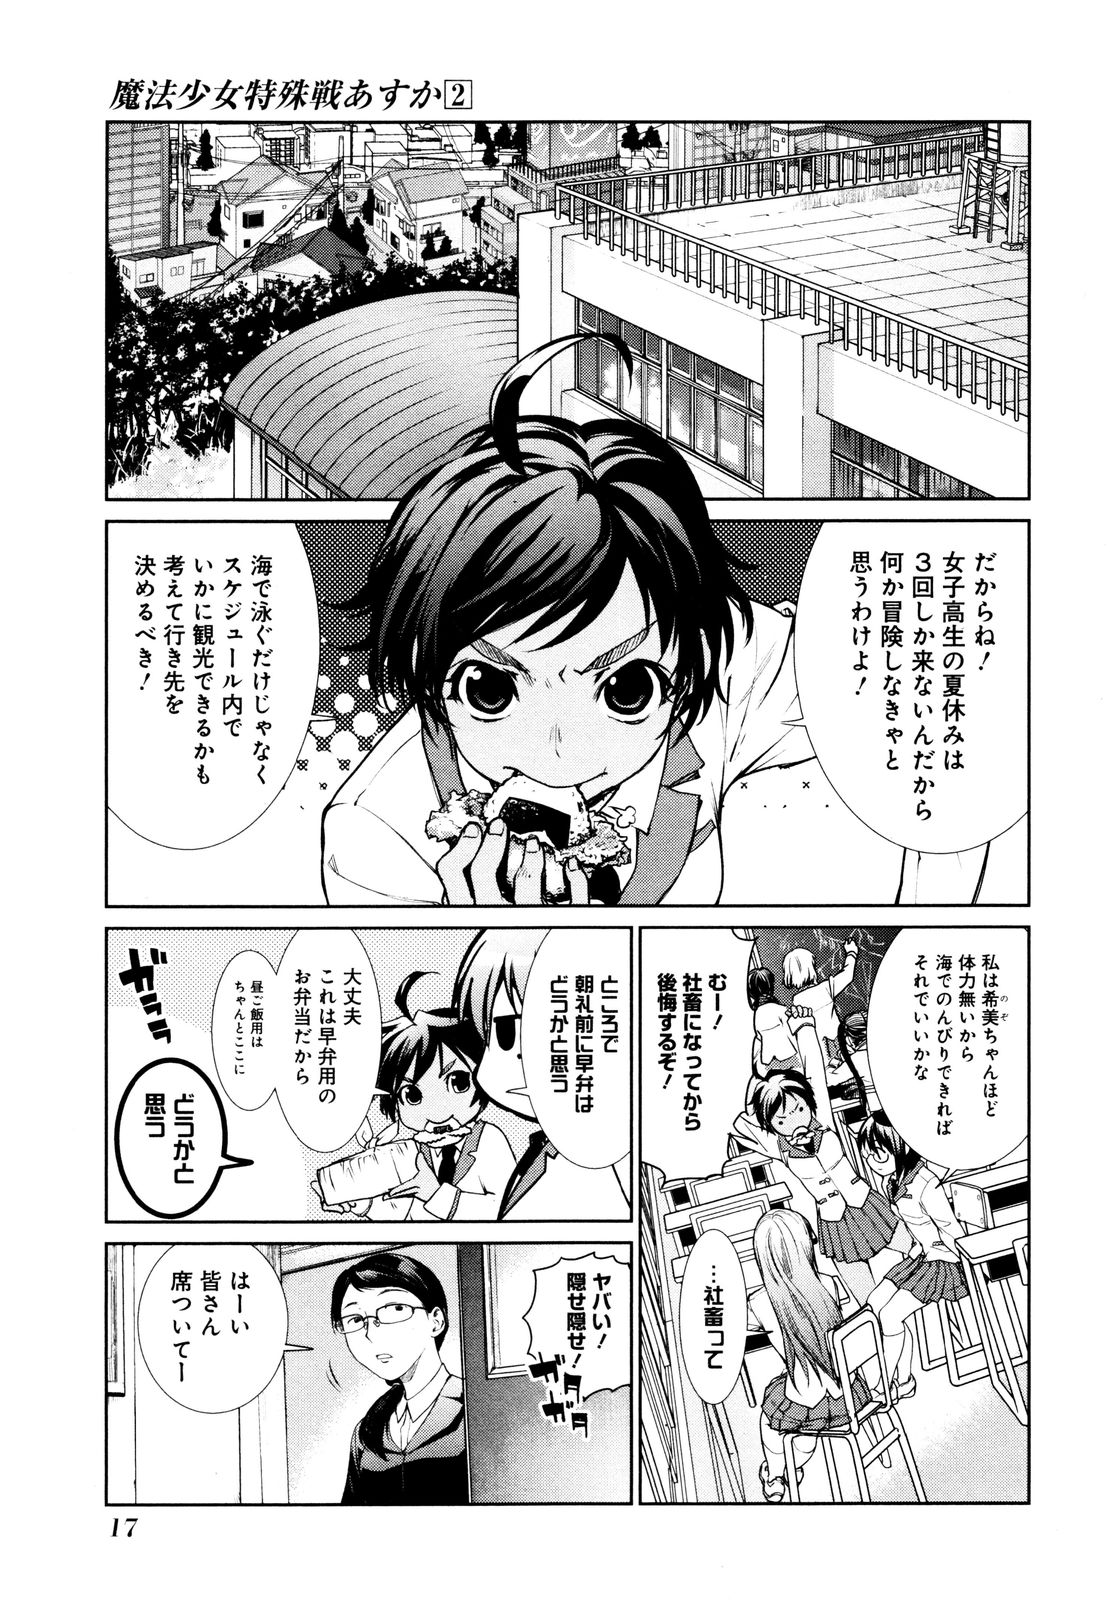 魔法少女特殊戦あすか2
だからね!
女子高生の夏休みは
3回しか来ないんだから
何か冒険しなきゃと
思うわけよ!
海で泳ぐだけじゃなく
スケジュール内で
いかに観光できるかも
考えて行き先を
決めるべき!
私は希美ちゃんほど
のぞ
体力無いから
海でのんびりできれば
それでいいかな
むー!
社畜になってから
後悔するぞ!
…社畜って
ところで
朝礼前に早弁は
どうかと思う
大丈夫
これは早弁用の
お弁当だから
昼ご飯用は
ちゃんとここに
ガラッ
どうかと
思う
ヤバい!
隠せ隠せ!
ガタガタ
はーい
皆さん
席ついてー
17